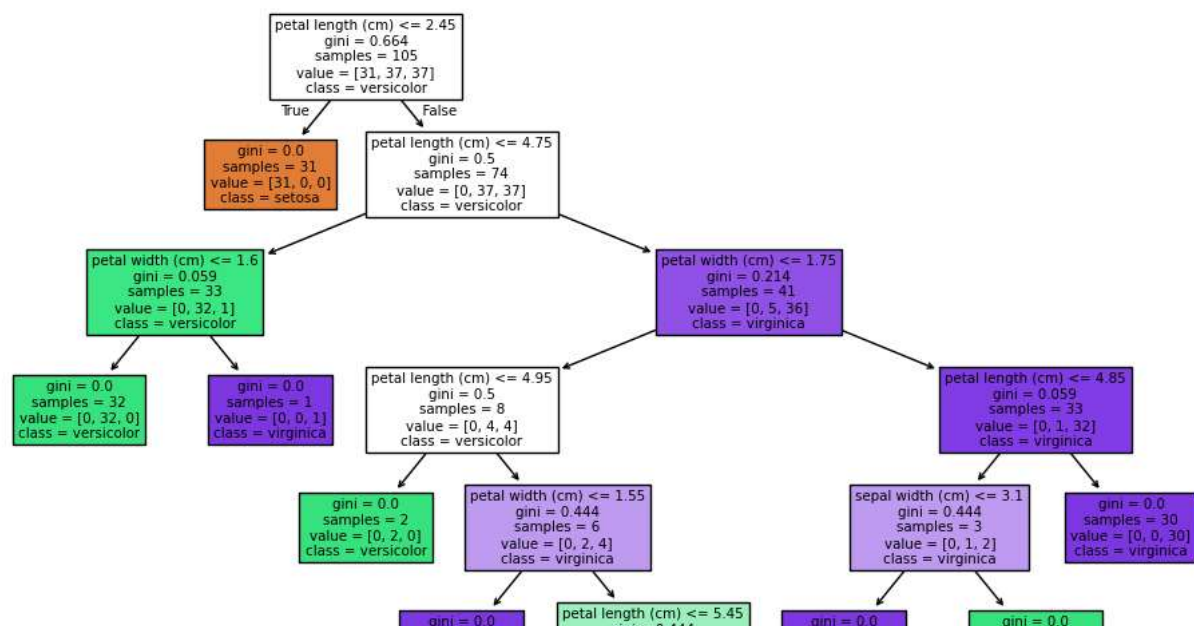 petal length (cm) <= 2.45
gini = 0.664
samples = 105
value = [31, 37, 37]
class = versicolor
True
False
gini = 0.0
samples = 31
value = [31, 0, 0]
class = setosa
petal length (cm) <= 4.75
gini = 0.5
samples = 74
value = [0, 37, 37]
class = versicolor
petal width (cm) <= 1.6
gini = 0.059
samples = 33
value = [0, 32, 1]
class = versicolor
petal width (cm) <= 1.75
gini = 0.214
samples = 41
value = [0, 5, 36]
class = virginica
gini = 0.0
samples = 32
value = [0, 32, 0]
class = versicolor
gini = 0.0
samples = 1
value = [0, 0, 1]
class = virginica
petal length (cm) <= 4.95
gini = 0.5
samples = 8
value = [0, 4, 4]
class = versicolor
petal length (cm) <= 4.85
gini = 0.059
samples = 33
value = [0, 1, 32]
class = virginica
gini = 0.0
samples = 2
value = [0, 2, 0]
class = versicolor
petal width (cm) <= 1.55
gini = 0.444
samples = 6
value = [0, 2, 4]
class = virginica
sepal width (cm) <= 3.1
gini = 0.444
samples = 3
value = [0, 1, 2]
class = virginica
gini = 0.0
samples = 30
value = [0, 0, 30]
class = virginica
gini = 0.0
petal length (cm) <= 5.45
gini = 0.0
gini = 0.0